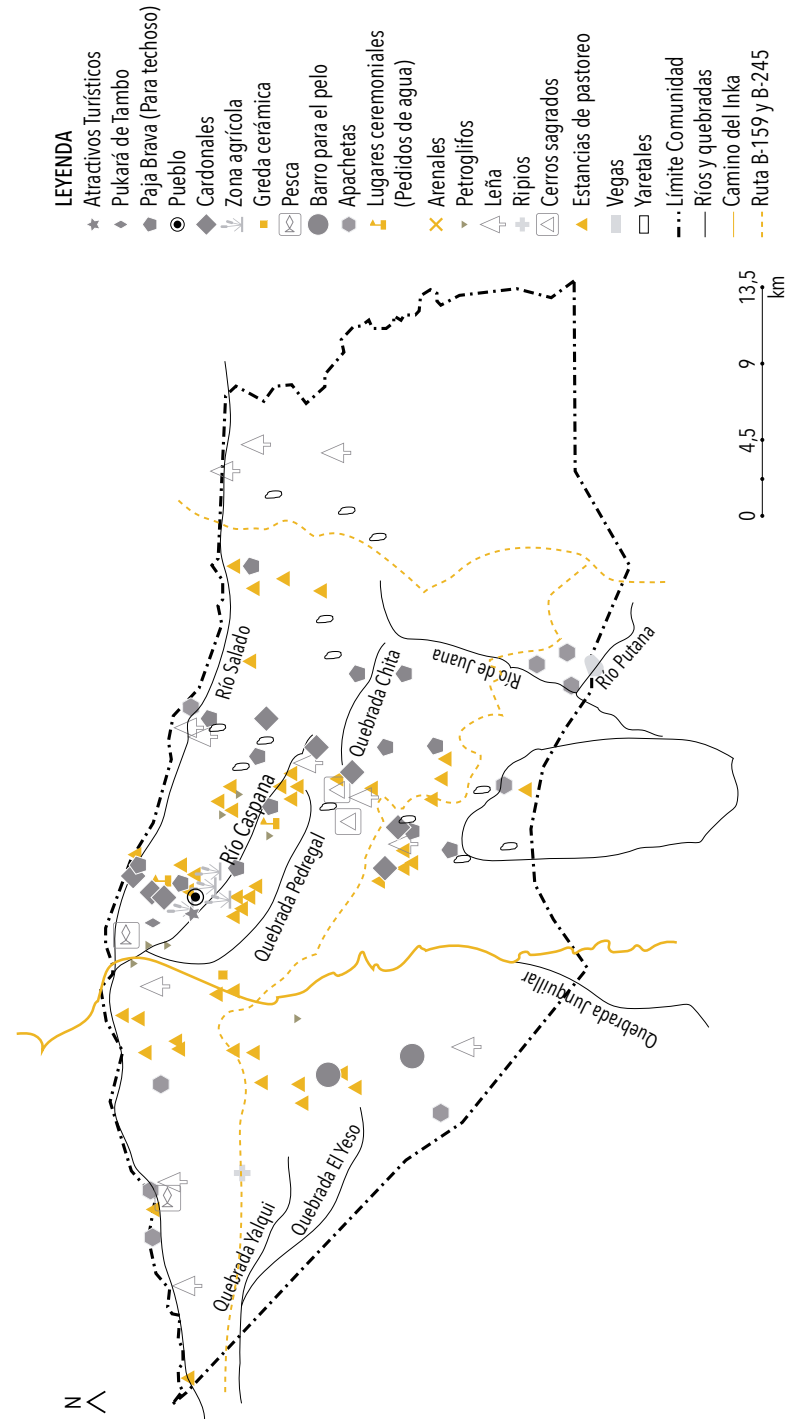 LEYENDA
Atractivos Turísticos
Pukará de Tambo
Paja Brava (Para techoso)
Pueblo
Cardonales
Zona agrícola
Greda cerámica
Pesca
Barro para el pelo
Apachetas
Lugares ceremoniales
(Pedidos de agua)
Arenales
Petroglifos
Leña
Ripios
Cerros sagrados
Estancias de pastoreo
Vegas
Yaretales
Límite Comunidad
Ríos y quebradas
Camino del Inka
Ruta B-159 y B-245
N
Río Salado
Río Caspana
Quebrada Pedregal
Quebrada Chita
Río de Juana
Río Putana
Quebrada Junquillar
Quebrada El Yeso
Quebrada Yalqui
0 4,5 9 13,5
km